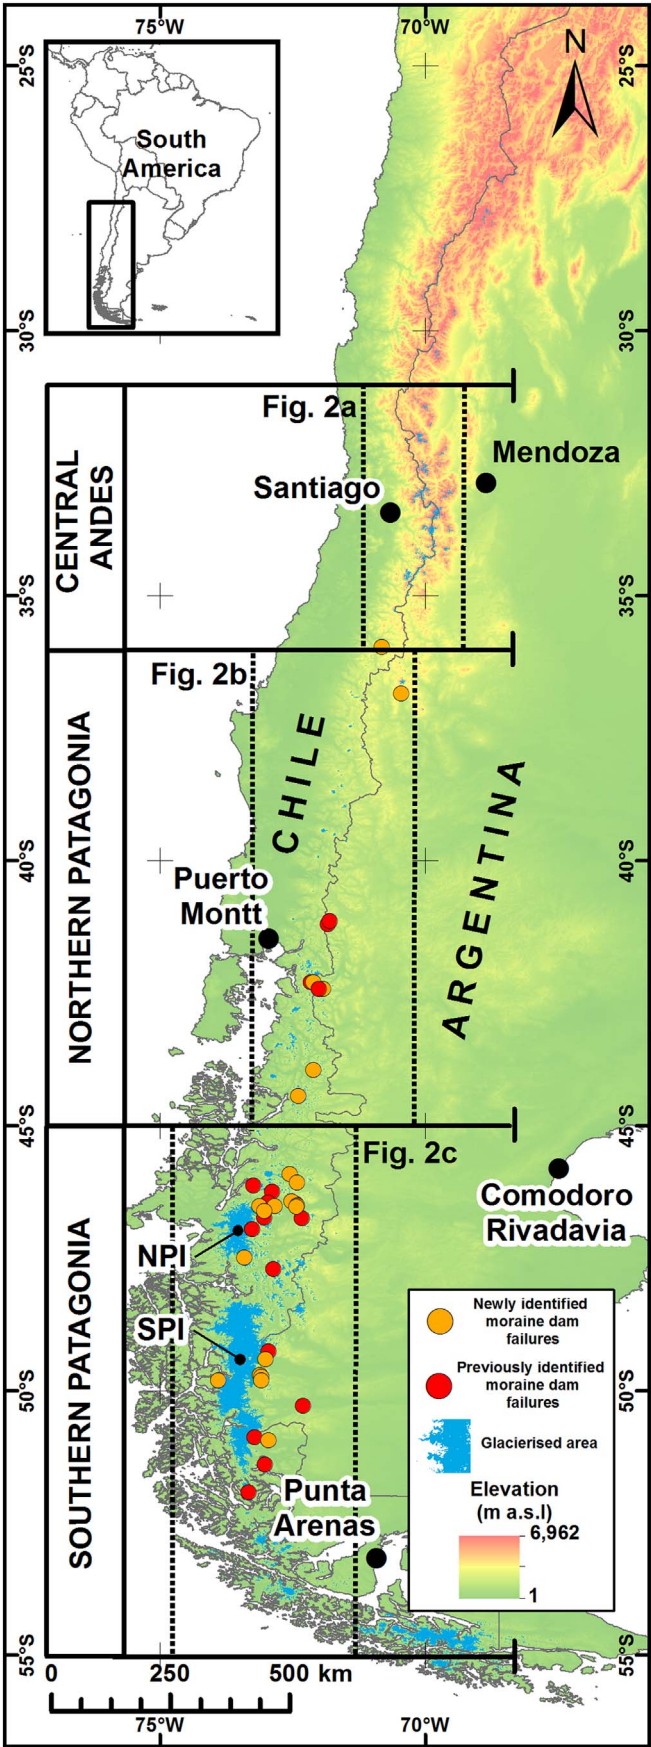 75°W
70°W
25°S
25°S
N
South
America
30°S
30°S
Fig. 2a
Mendoza
Santiago
CENTRAL
ANDES
35°S
35°S
Fig. 2b
CHILE
ARGENTINA
NORTHERN PATAGONIA
40°S
40°S
Puerto
Montt
45°S
45°S
Fig. 2c
Comodoro
Rivadavia
NPI
SPI
SOUTHERN PATAGONIA
Newly identified
moraine dam
failures
Previously identified
moraine dam
failures
Glacierised area
Elevation
(m a.s.l)
6,962
1
50°S
50°S
Punta
Arenas
55°S
55°S
0 250 500 km
75°W
70°W